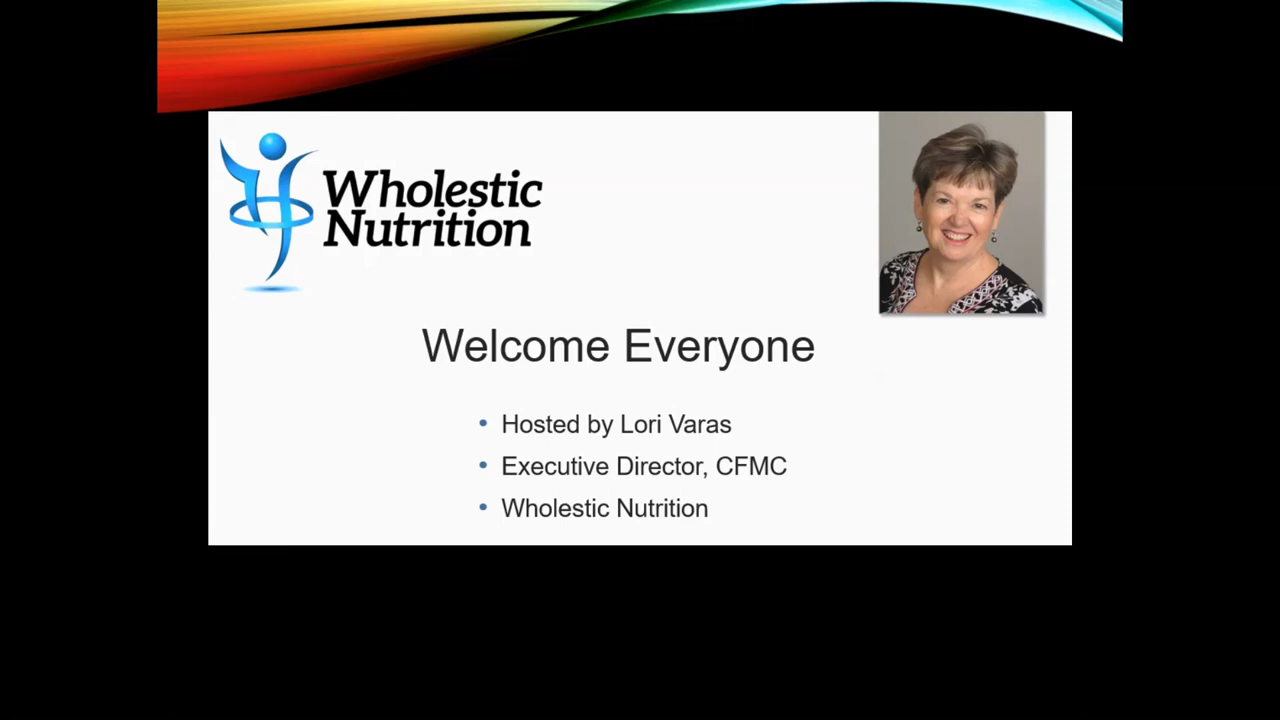 Wholestic
Nutrition
Welcome Everyone
• Hosted by Lori Varas
• Executive Director, CFMC
• Wholestic Nutrition